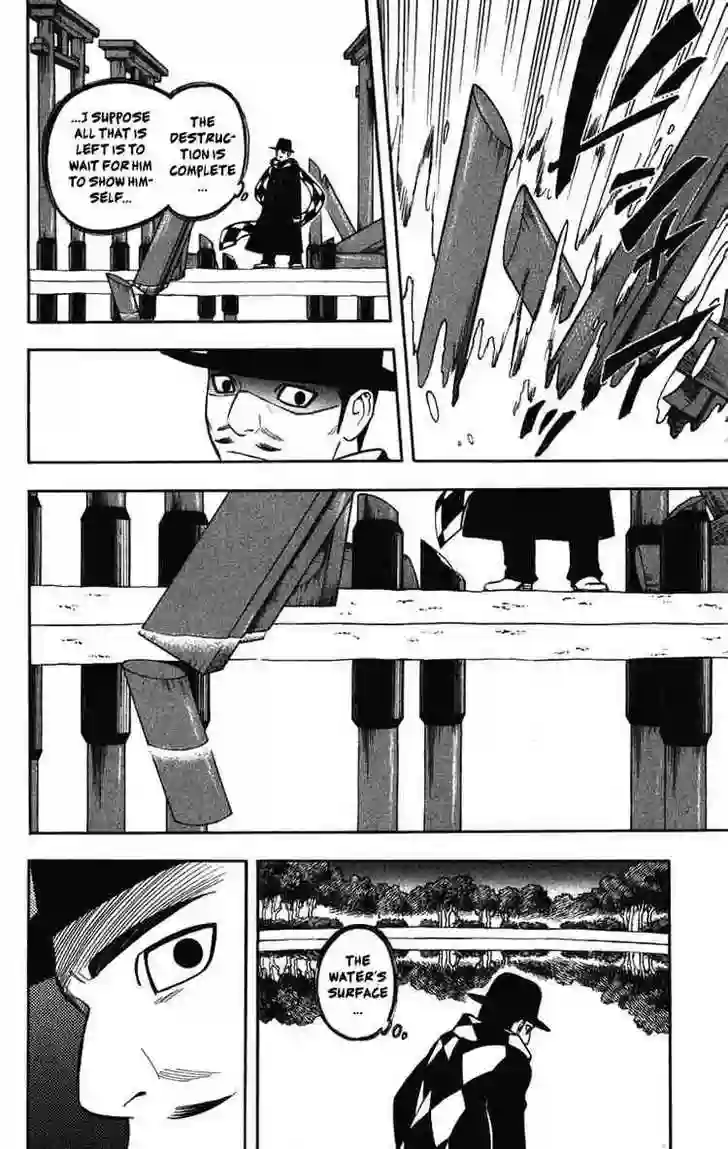 THE
DESTRUC-
TION IS
COMPLETE
...
...I SUPPOSE
ALL THAT IS
LEFT IS TO
WAIT FOR HIM
TO SHOW HIM-
SELF...
THE
WATER'S
SURFACE
...